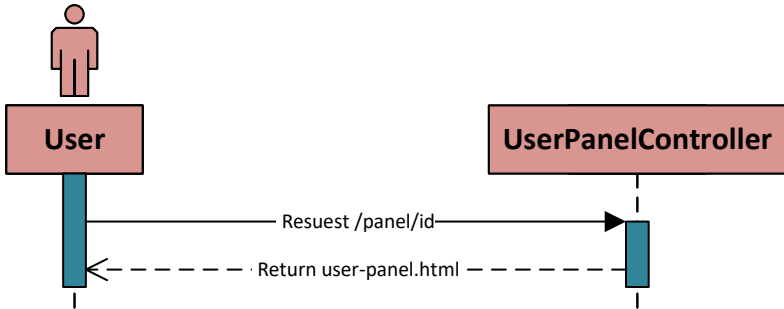 User
UserPanelController
Resuest /panel/id
Return user-panel.html